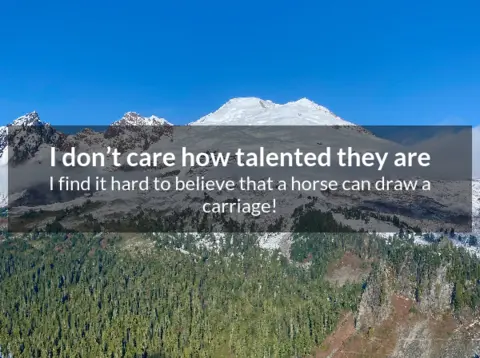 I don’t care how talented they are
I find it hard to believe that a horse can draw a
carriage!